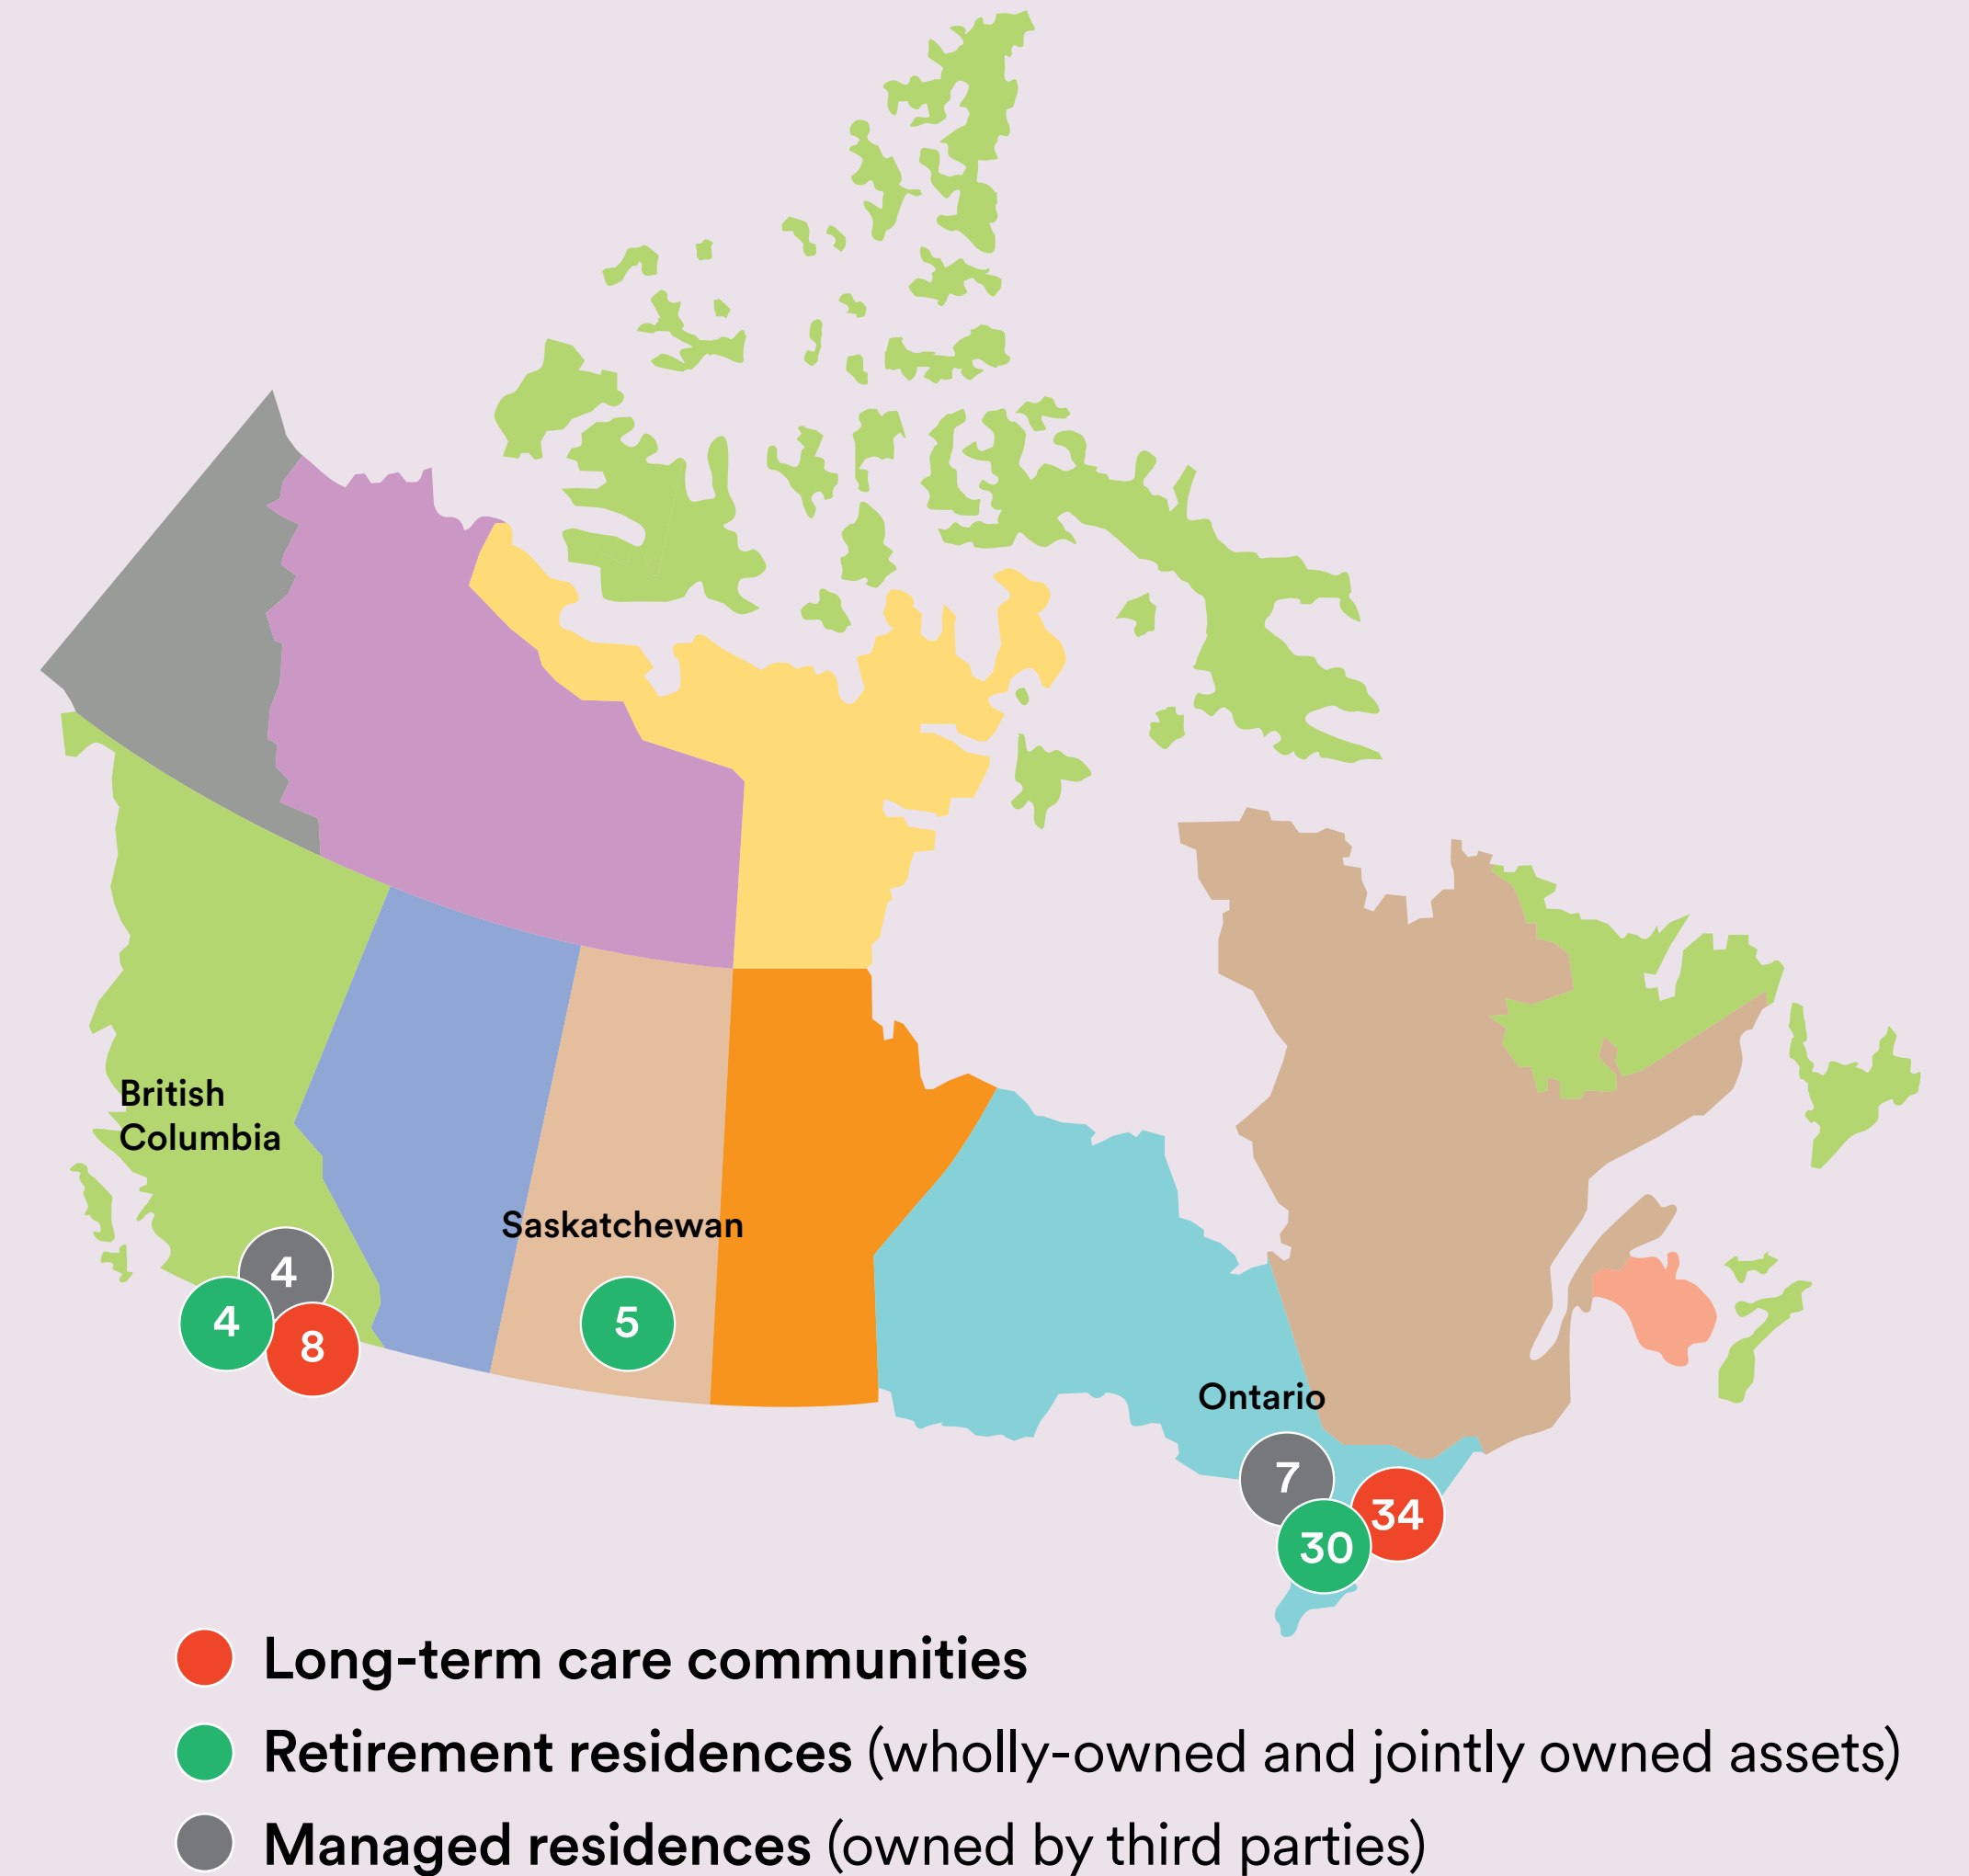 British
Columbia
Saskatchewan
4
4
8
5
Ontario
7
34
30
Long-term care communities
Retirement residences (wholly-owned and jointly owned assets)
Managed residences (owned by third parties)